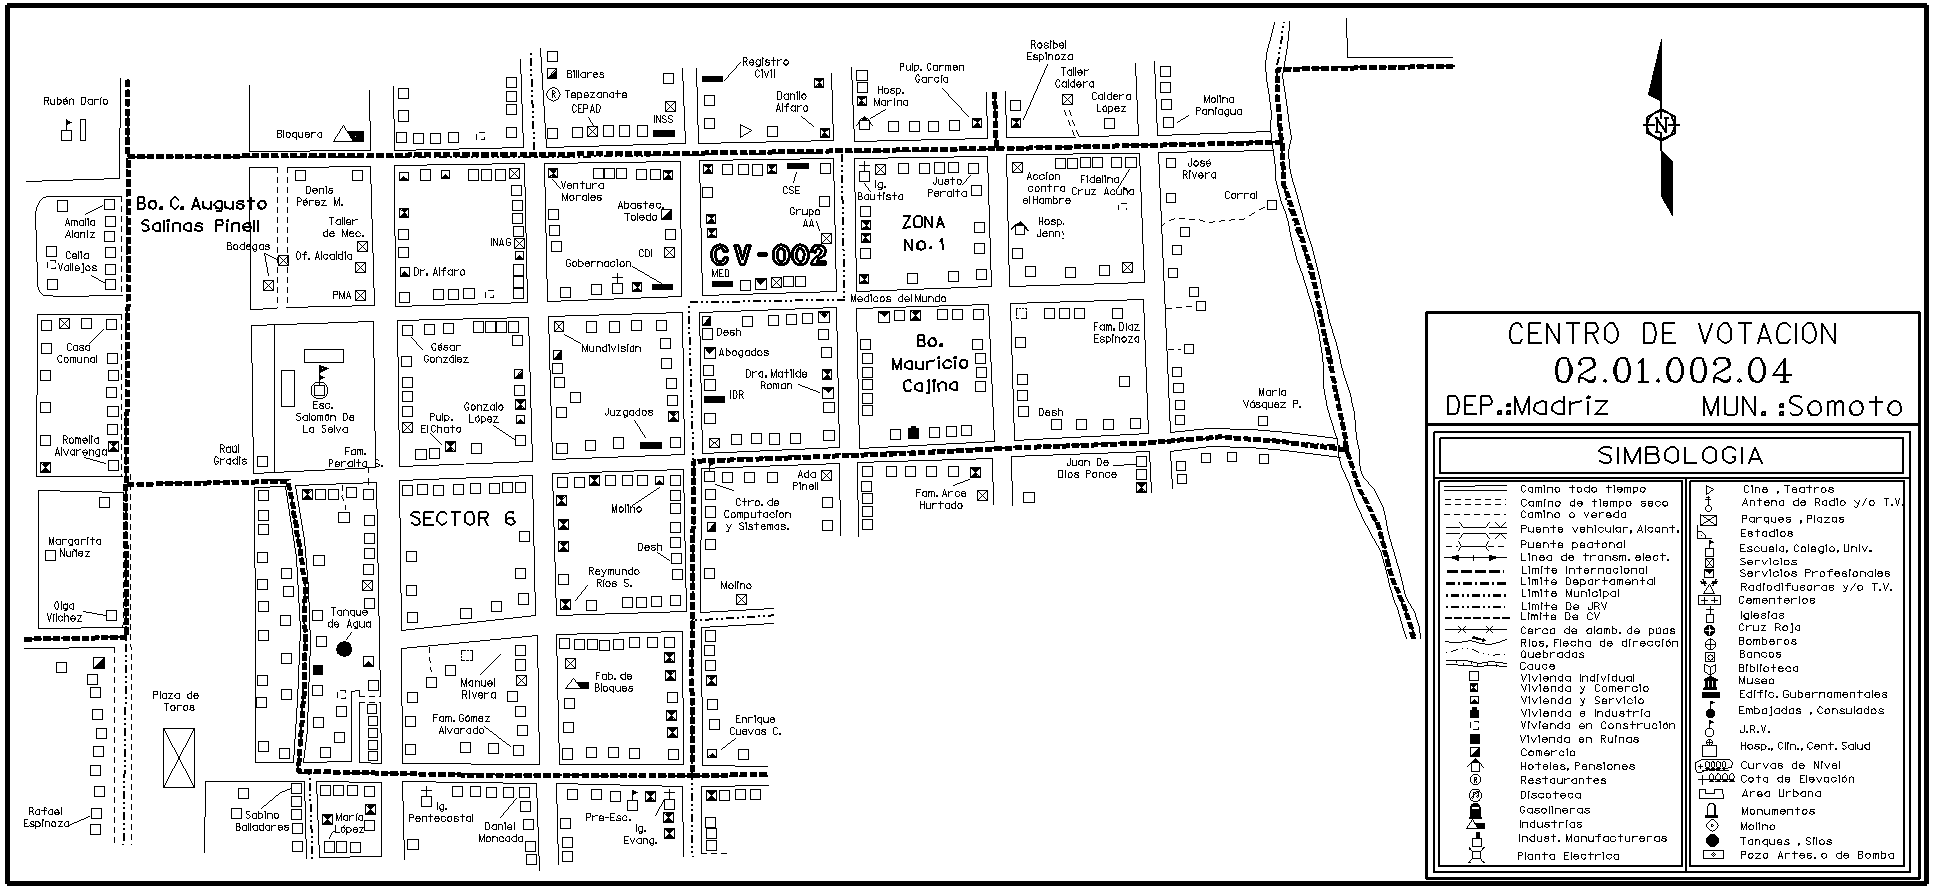 Rubén Darío
Bloquera
Billares
R Tepezanate
CEPAD
INSS
Registro
Civil
Danilo
Alfaro
Hosp.
Marina
Pulp. Carmen
García
Rosibel
Espinoza
Taller
Caldera
Caldera
López
Molina
Paniagua
N
Bo. C. Augusto
Salinas Pinell
Amalia
Alaniz
Celia
Vallejos
Bodegas
Denis
Pérez M.
Taller
de Mec.
Of. Alcaldia
PMA
INAG
Dr. Alfaro
Ventura
Morales
Abastec.
Toledo
CDI
Gobernacion
CSE
Grupo
AA
CV-002
MED
Ig.
Bautista
Justo
Peralta
ZONA
No. 1
Accion
contra
el Hambre
Fidelina
Cruz Acuña
Hosp.
Jenny
José
Rivera
Corral
Medicos del Mundo
Casa
Comunal
Romelia
Alvarenga
Esc.
Salomón De
La Selva
Raúl
Gradis
Fam.
Peralta S.
César
González
Pulp.
El Chato
Gonzalo
López
Mundivisian
Juzgados
Desh
Abogados
Dra. Matilde
Roman
IDR
Bo.
Mauricio
Cajina
Fam. Diaz
Espinoza
Desh
Maria
Vásquez P.
Margarita
Nuñez
Olga
Vilchez
SECTOR 6
Molino
Desh
Reymundo
Ríos S.
Ctro. de
Computacion
y Sistemas.
Ada
Pinell
Fam. Arce
Hurtado
Juan De
Dios Ponce
Molino
Tanque
de Agua
Plaza de
Toros
Manuel
Rivera
Fam. Gómez
Alvarado
Fab. de
Bloques
Enrique
Cuevas C.
Rafael
Espinoza
Sabino
Balladares
María
López
Ig.
Pentecostal
Daniel
Moncada
Pre-Esc.
Ig.
Evang.
CENTRO DE VOTACION
02.01.002.04
DEP.:Madriz MUN. :Somoto
SIMBOLOGIA
Camino todo tiempo
Camino de tiempo seco
Camino o vereda
Puente vehicular, Alcant.
Puente peatonal
Linea de transm. elect.
Limite Internacional
Limite Departamental
Limite Municipal
Limite De JRV
Limite De CV
Cerca de alamb. de púas
Ríos, Flecha de dirección
Quebradas
Cauce
Vivienda Individual
Vivienda y Comercio
Vivienda y Servicio
Vivienda e Industria
Vivienda en Construción
Vivienda en Ruinas
Comercio
Hoteles, Pensiones
R Restaurantes
Discoteca
Gasolineras
Industrias
Indust. Manufactureras
Planta Electrica
Cine , Teatros
Antena de Radio y/o T.V.
Parques , Plazas
Estadios
Escuela, Colegio, Univ.
Servicios
Servicios Profesionales
Radiodifusoras y/o T.V.
Cementerios
Iglesias
Cruz Roja
Bomberos
Bancos
Biblioteca
Museo
Edific. Gubernamentales
Embajadas , Consulados
J.R.V.
Hosp., Clin., Cent. Salud
Curvas de Nivel
Cota de Elevación
Area Urbana
Monumentos
Molino
Tanques , Silos
Pozo Artes. o de Bomba